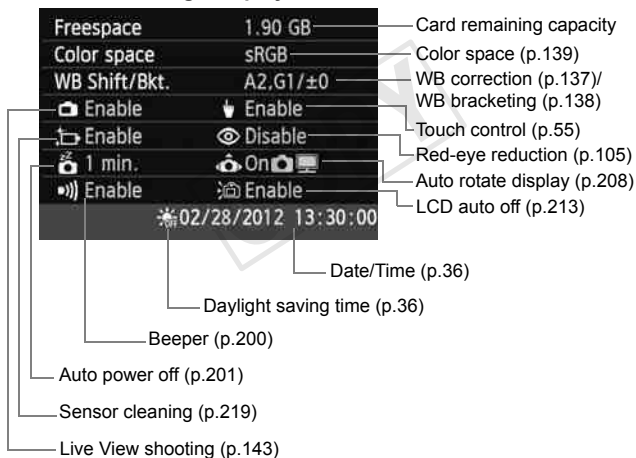 Freespace 1.90 GB
Color space sRGB
WB Shift/Bkt. A2,G1/±0
Enable Enable
Enable Disable
1 min. On
Enable Enable
02/28/2012 13:30:00
Card remaining capacity
Color space (p.139)
WB correction (p.137)/
WB bracketing (p.138)
Touch control (p.55)
Red-eye reduction (p.105)
Auto rotate display (p.208)
LCD auto off (p.213)
Date/Time (p.36)
Daylight saving time (p.36)
Beeper (p.200)
Auto power off (p.201)
Sensor cleaning (p.219)
Live View shooting (p.143)